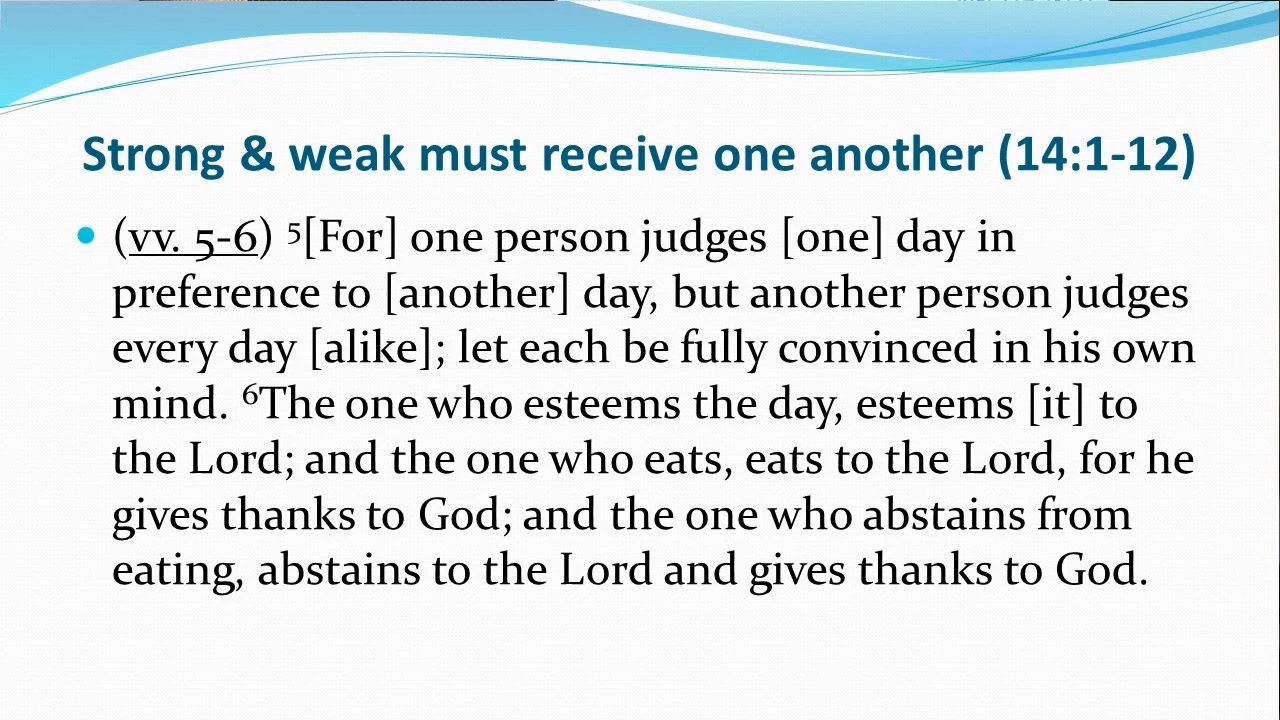 Strong & weak must receive one another (14:1-12)
• (vv. 5-6) ⁵[For] one person judges [one] day in
preference to [another] day, but another person judges
every day [alike]; let each be fully convinced in his own
mind. ⁶The one who esteems the day, esteems [it] to
the Lord; and the one who eats, eats to the Lord, for he
gives thanks to God; and the one who abstains from
eating, abstains to the Lord and gives thanks to God.